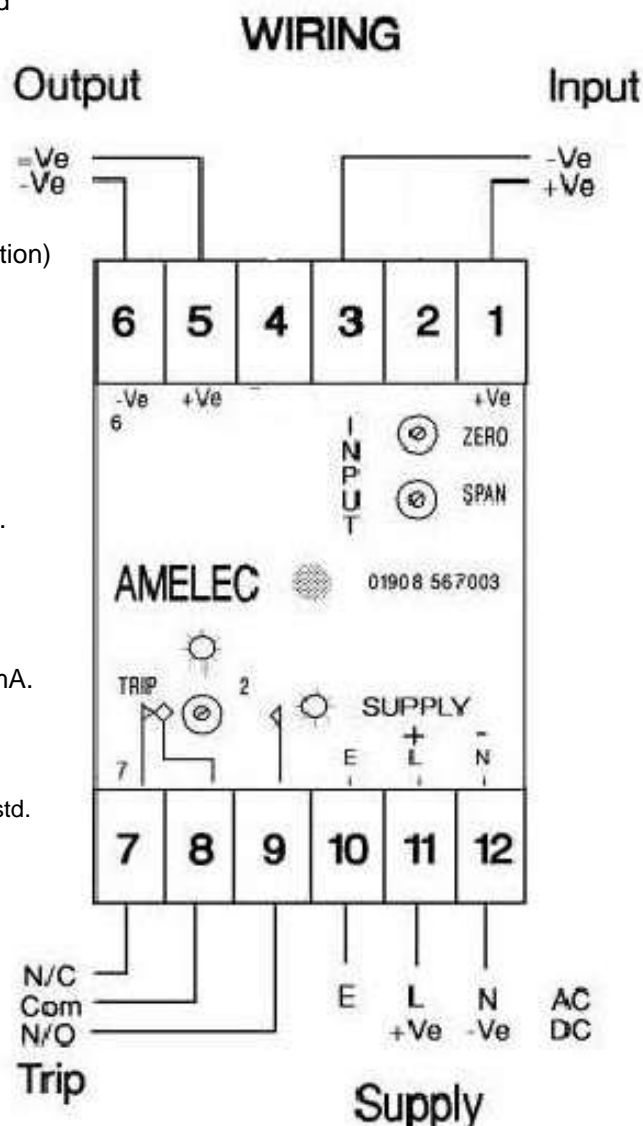 WIRING
Output Input
=Ve -Ve
-Ve +Ve
tion)
6 5 4 3 2 1
-Ve +Ve +Ve
6
INPUT
ZERO
SPAN
.
AMELEC 01908 567003
nA.
TRIP 2
SUPPLY
+ -
E L N
7
std.
7 8 9 10 11 12
N/C
Com
N/O
E L N AC
+Ve -Ve DC
Trip
Supply